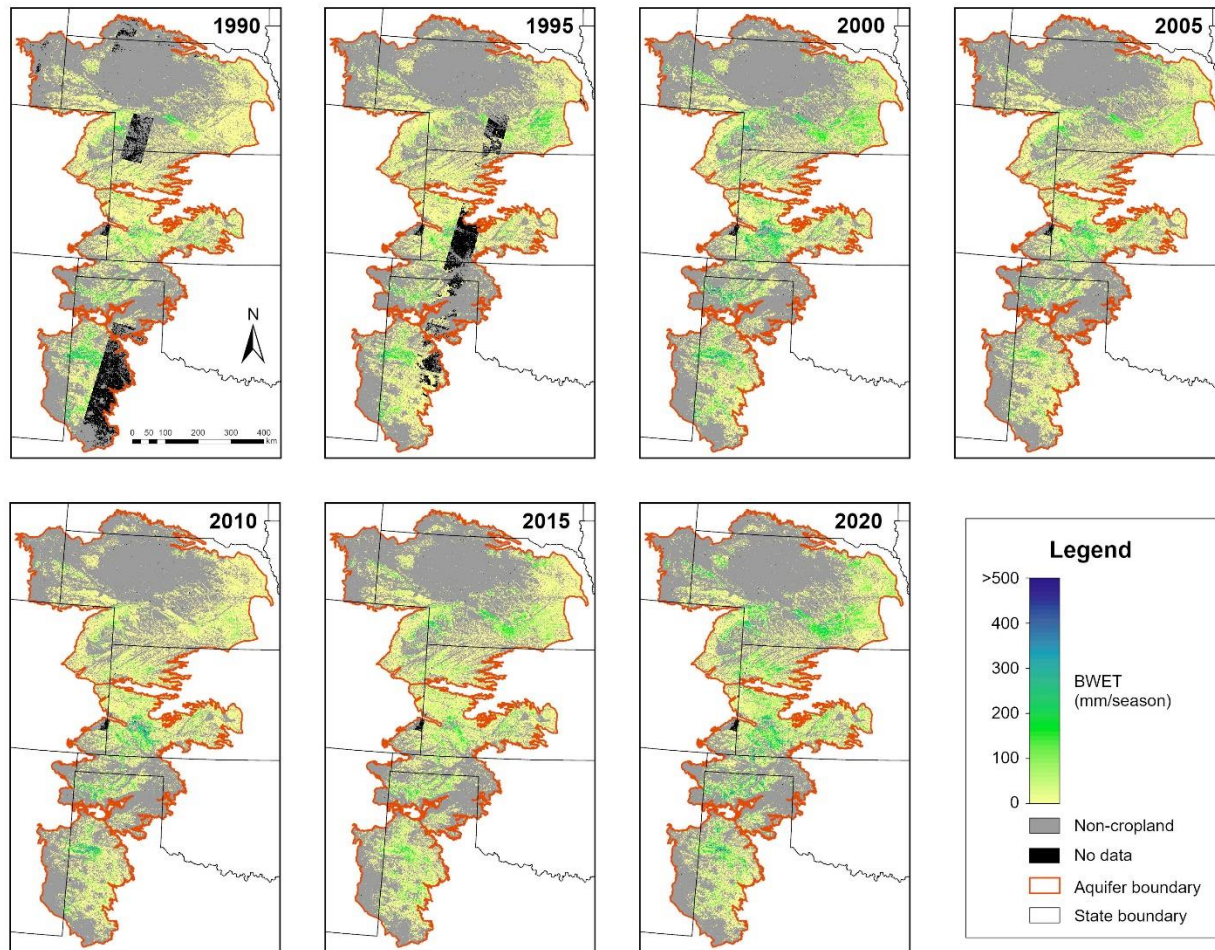 1990
1995
2000
2005
N
0 50 100 200 300 400
km
2010
2015
2020
Legend
>500
400
300
200
100
0
BWET
(mm/season)
Non-cropland
No data
Aquifer boundary
State boundary